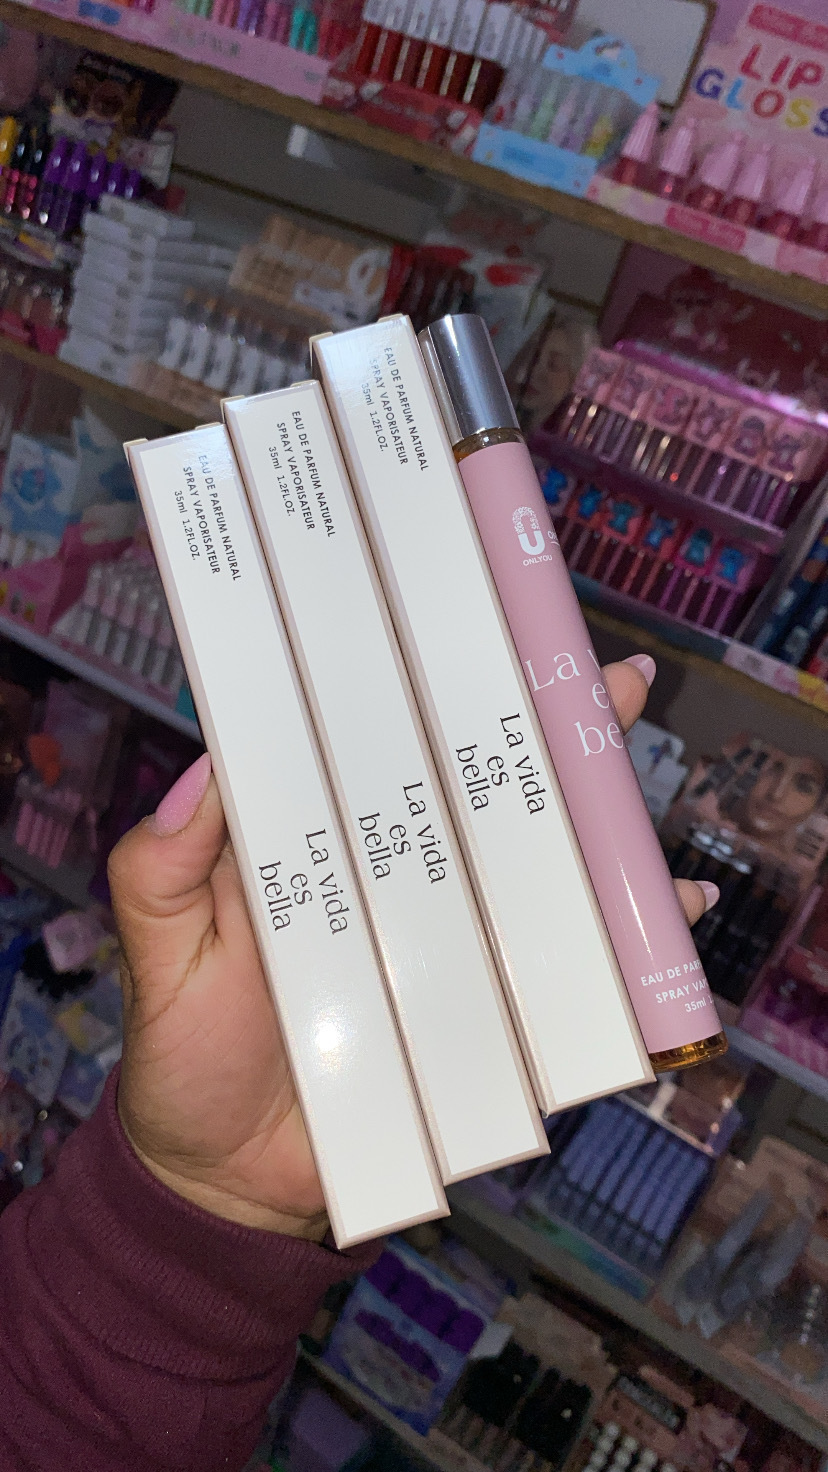 LIP
GLOSS
EAU DE PARFUM NATURAL
SPRAY VAPORISATEUR
35ml 1.2FL.OZ.
La vida
es
bella
EAU DE PARFUM NATURAL
SPRAY VAPORISATEUR
35ml 1.2FL.OZ.
La vida
es
bella
EAU DE PARFUM NATURAL
SPRAY VAPORISATEUR
35ml 1.2FL.OZ.
La vida
es
bella
U
ONLYOU
La
e
be
EAU DE PAR
SPRAY VA
35ml